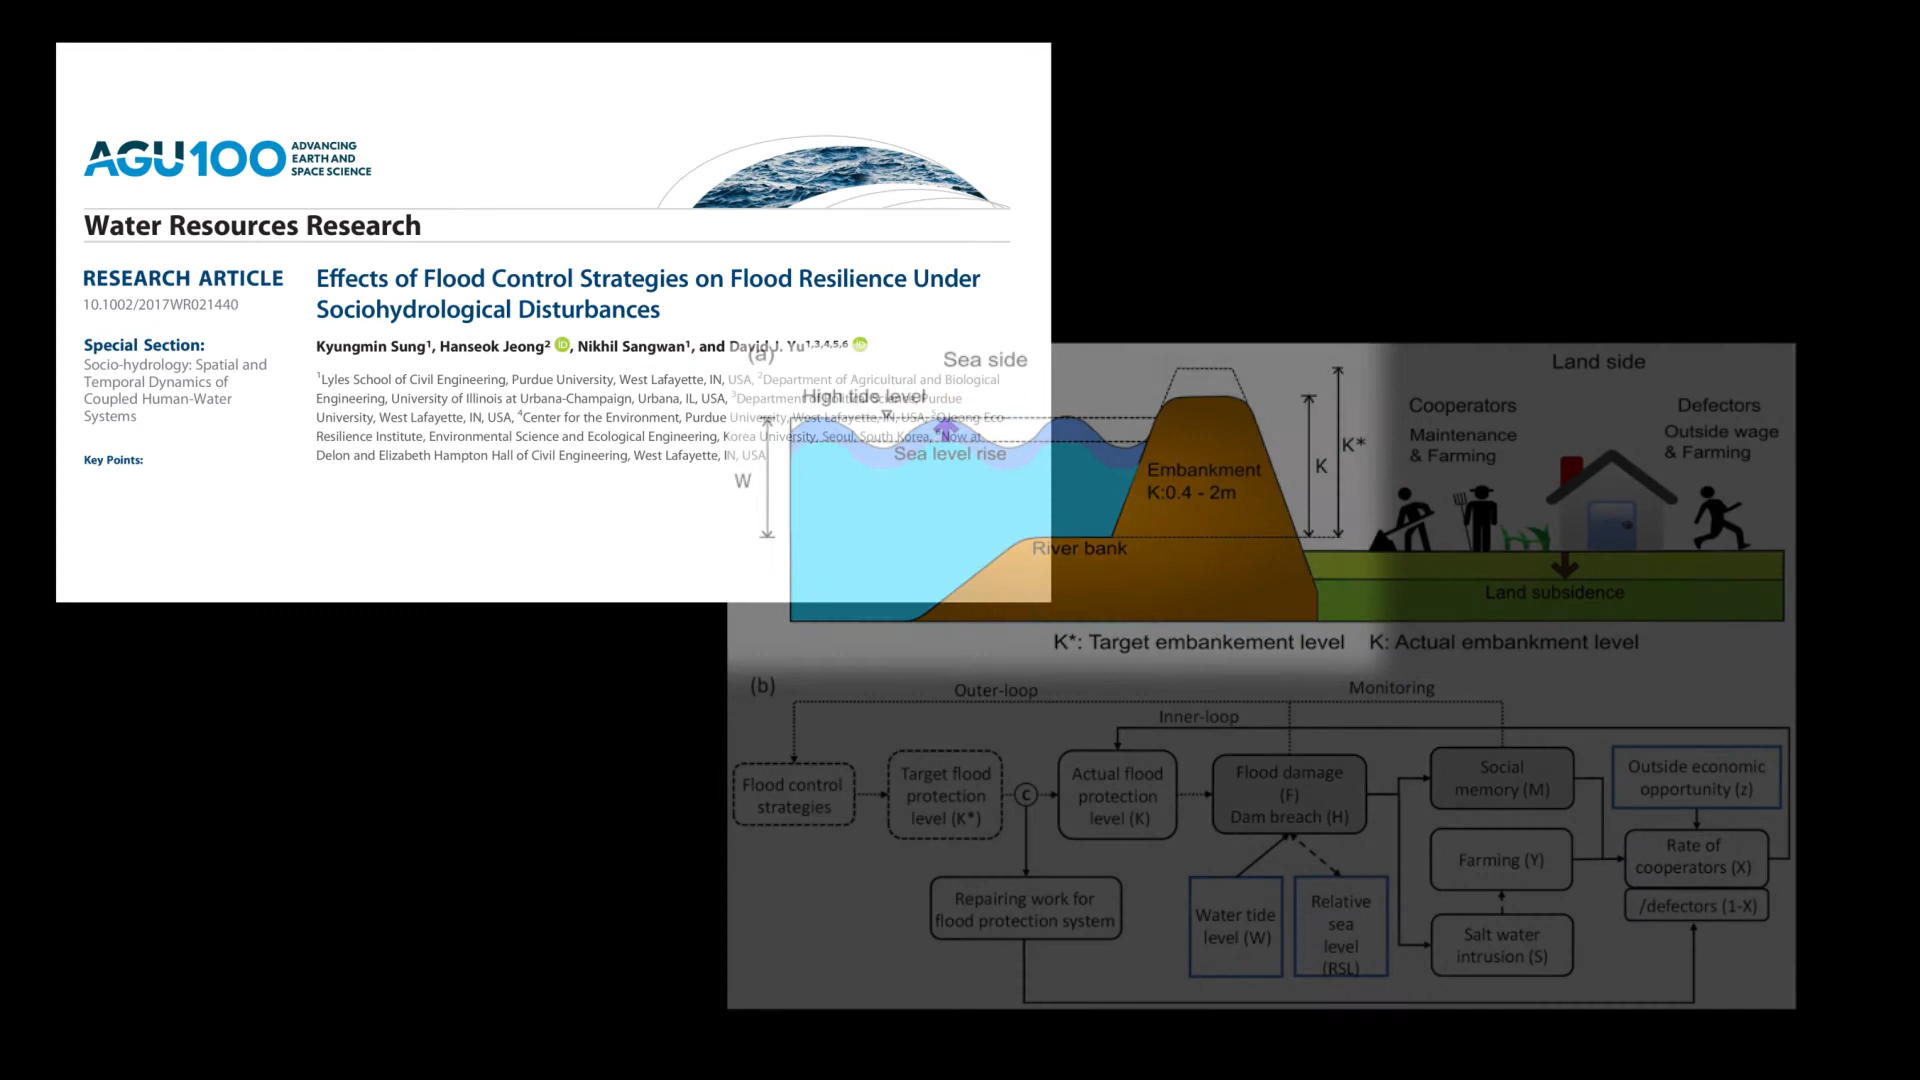 AGU100 ADVANCING
EARTH AND
SPACE SCIENCE
Water Resources Research
RESEARCH ARTICLE
10.1002/2017WR021440
Special Section:
Socio-hydrology: Spatial and
Temporal Dynamics of
Coupled Human-Water
Systems
Key Points:
Effects of Flood Control Strategies on Flood Resilience Under
Sociohydrological Disturbances
Kyungmin Sung1, Hanseok Jeong2 iD, Nikhil Sangwan1, and David J. Yu1,3,4,5,6 iD
1Lyles School of Civil Engineering, Purdue University, West Lafayette, IN, USA, 2Department of Agricultural and Biological
Engineering, University of Illinois at Urbana-Champaign, Urbana, IL, USA, 3Department of Political Science, Purdue
University, West Lafayette, IN, USA, 4Center for the Environment, Purdue University, West Lafayette, IN, USA, 5OJeong Eco-
Resilience Institute, Environmental Science and Ecological Engineering, Korea University, Seoul, South Korea, 6Now at
Delon and Elizabeth Hampton Hall of Civil Engineering, West Lafayette, IN, USA
(a)
Sea side
Land side
High tide level
Sea level rise
W
Embankment
K:0.4 - 2m
River bank
K
K*
Cooperators
Maintenance
& Farming
Defectors
Outside wage
& Farming
Land subsidence
K*: Target embankement level K: Actual embankment level
(b)
Outer-loop
Monitoring
Inner-loop
Flood control
strategies
Target flood
protection
level (K*)
C
Actual flood
protection
level (K)
Flood damage
(F)
Dam breach (H)
Social
memory (M)
Outside economic
opportunity (z)
Farming (Y)
Rate of
cooperators (X)
/defectors (1-X)
Repairing work for
flood protection system
Water tide
level (W)
Relative
sea
level
(RSL)
Salt water
intrusion (S)